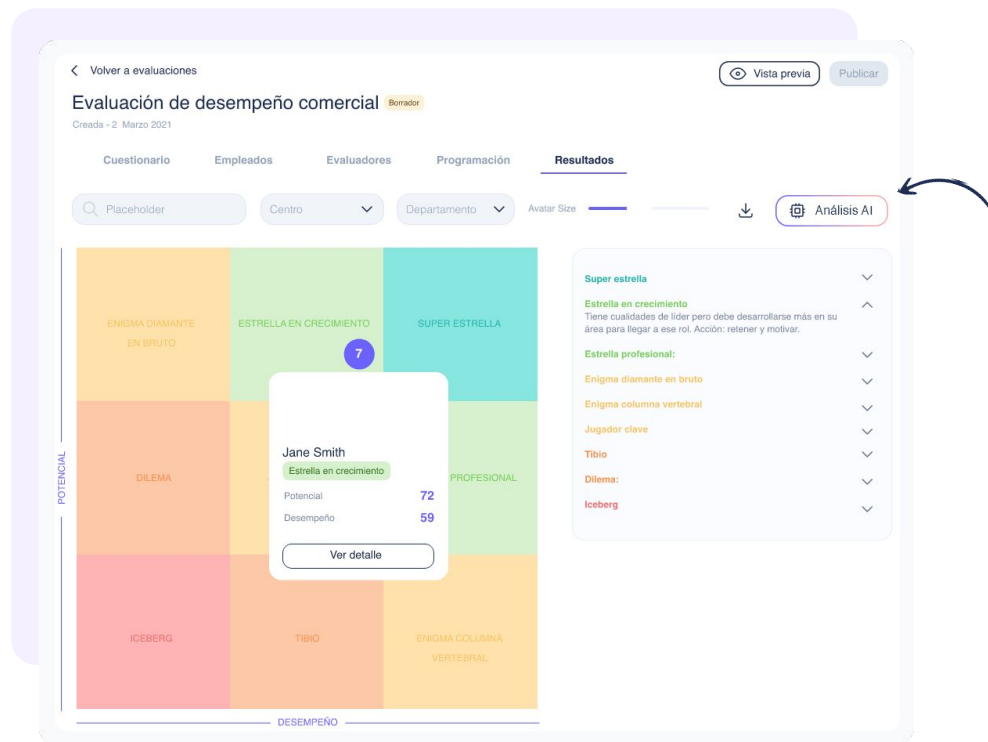 Volver a evaluaciones
Vista previa
Publicar
Evaluación de desempeño comercial
Borrador
Creada - 2 Marzo 2021
Cuestionario
Empleados
Evaluadores
Programación
Resultados
Placeholder
Centro
Departamento
Avatar Size
Análisis AI
POTENCIAL
ENIGMA DIAMANTE
EN BRUTO
ESTRELLA EN CRECIMIENTO
SUPER ESTRELLA
7
DILEMA
PROFESIONAL
Jane Smith
Estrella en crecimiento
Potencial
72
Desempeño
59
Ver detalle
ICEBERG
TIBIO
ENIGMA COLUMNA
VERTEBRAL
DESEMPEÑO
Super estrella
Estrella en crecimiento
Tiene cualidades de líder pero debe desarrollarse más en su
área para llegar a ese rol. Acción: retener y motivar.
Estrella profesional:
Enigma diamante en bruto
Enigma columna vertebral
Jugador clave
Tibio
Dilema:
Iceberg